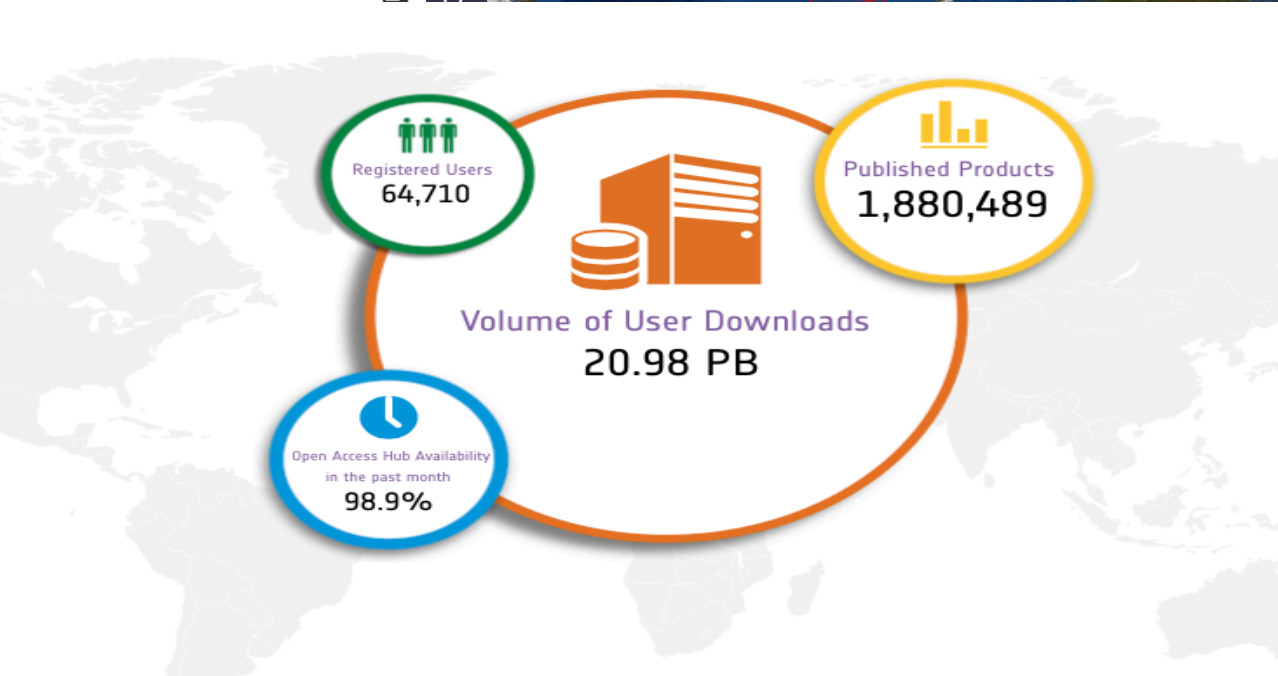 Registered Users
64,710
Published Products
1,880,489
Volume of User Downloads
20.98 PB
Open Access Hub Availability
in the past month
98.9%